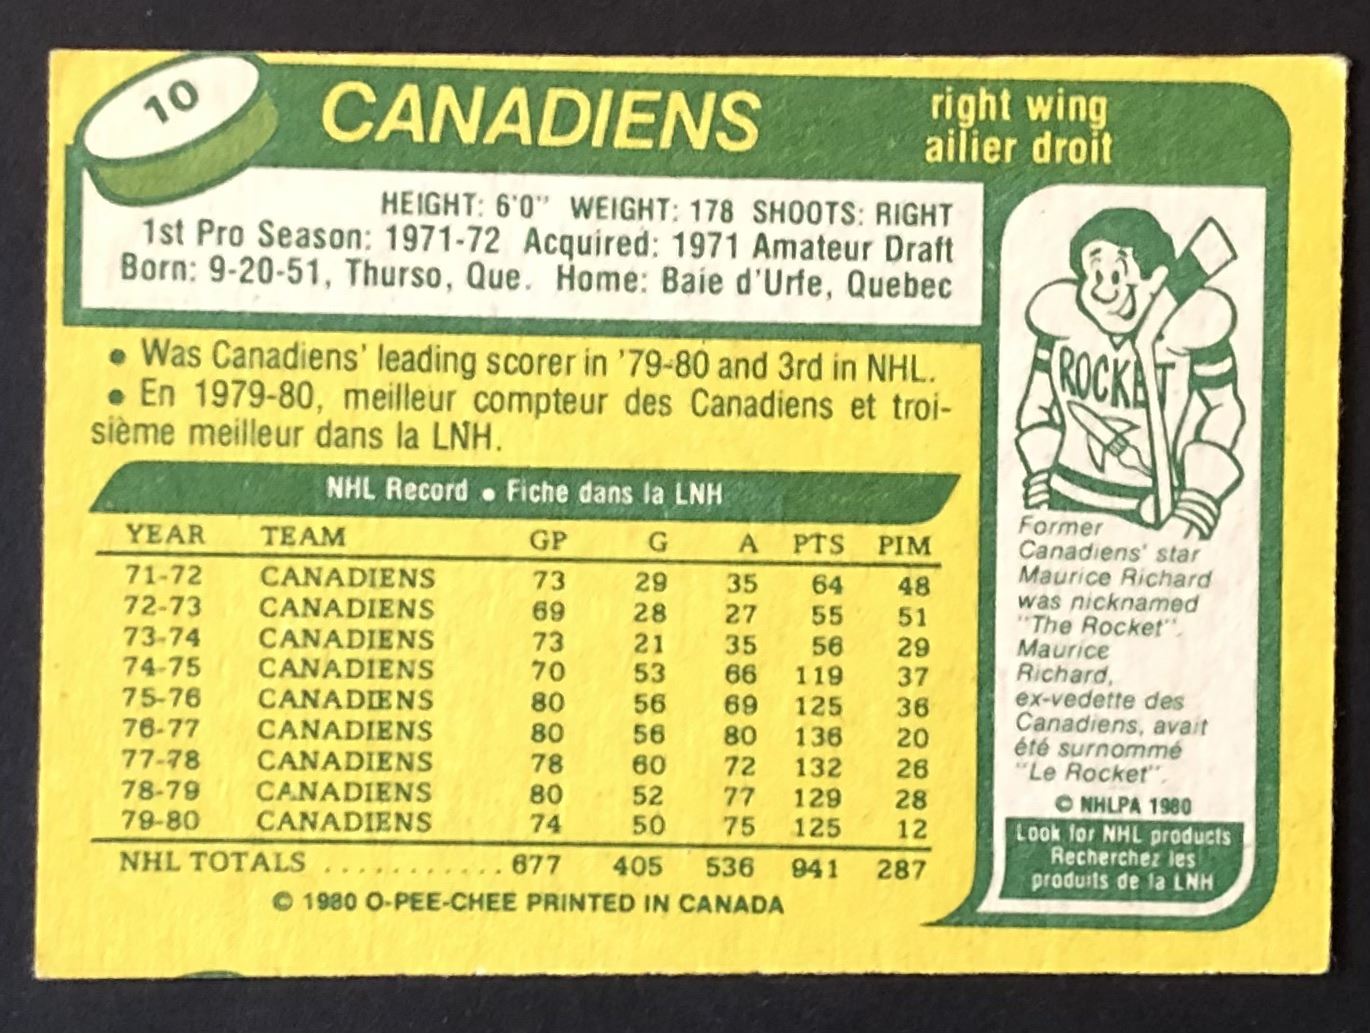 10
CANADIENS
right wing
ailier droit
HEIGHT: 6'0" WEIGHT: 178 SHOOTS: RIGHT
1st Pro Season: 1971-72 Acquired: 1971 Amateur Draft
Born: 9-20-51, Thurso, Que. Home: Baie d'Urfe, Quebec
• Was Canadiens' leading scorer in '79-80 and 3rd in NHL.
• En 1979-80, meilleur compteur des Canadiens et troi-
sième meilleur dans la LNH.
NHL Record • Fiche dans la LNH
YEAR TEAM GP G A PTS PIM
71-72 CANADIENS 73 29 35 64 48
72-73 CANADIENS 69 28 27 55 51
73-74 CANADIENS 73 21 35 56 29
74-75 CANADIENS 70 53 66 119 37
75-76 CANADIENS 80 56 69 125 36
76-77 CANADIENS 80 56 80 136 20
77-78 CANADIENS 78 60 72 132 26
78-79 CANADIENS 80 52 77 129 28
79-80 CANADIENS 74 50 75 125 12
NHL TOTALS ........... 677 405 536 941 287
© 1980 O-PEE-CHEE PRINTED IN CANADA
ROCKET
Former
Canadiens' star
Maurice Richard
was nicknamed
"The Rocket".
Maurice
Richard,
ex-vedette des
Canadiens, avait
été surnommé
"Le Rocket".
© NHLPA 1980
Look for NHL products
Recherchez les
produits de la LNH